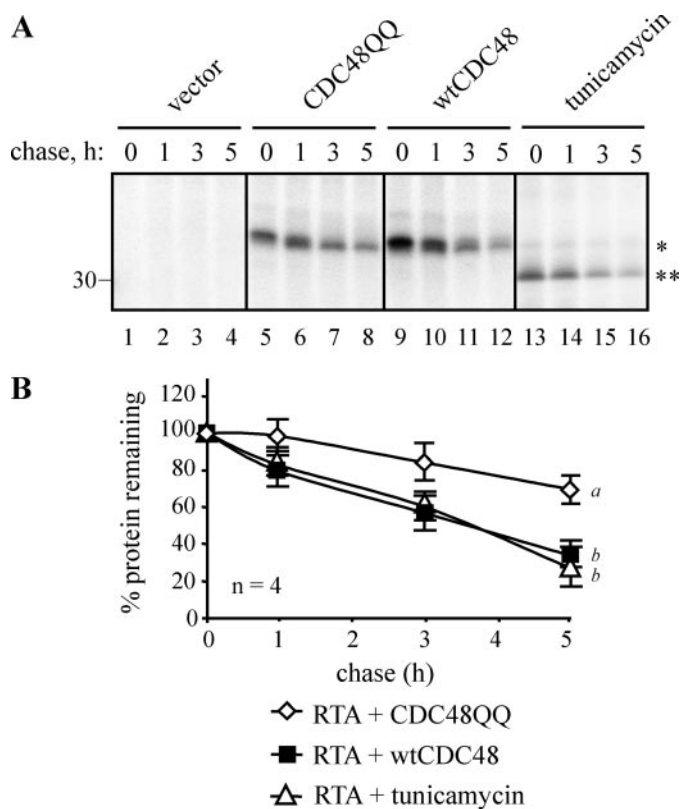 A
vector CDC48QQ wtCDC48 tunicamycin
chase, h: 0 1 3 5 0 1 3 5 0 1 3 5 0 1 3 5
*
30 **
1 2 3 4 5 6 7 8 9 10 11 12 13 14 15 16
B
120
100
80
60
40
20
0
% protein remaining
a
b
b
n = 4
0 1 2 3 4 5
chase (h)
RTA + CDC48QQ
RTA + wtCDC48
RTA + tunicamycin